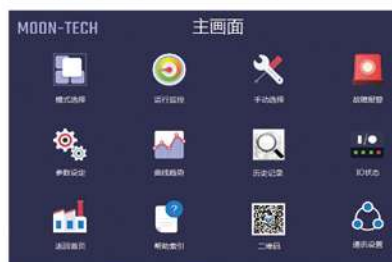 MOON-TECH
主画面
模式选择
运行监控
手动选择
故障报警
参数设定
曲线趋势
历史记录
I/O
IO状态
返回首页
?
帮助索引
二维码
通讯设置